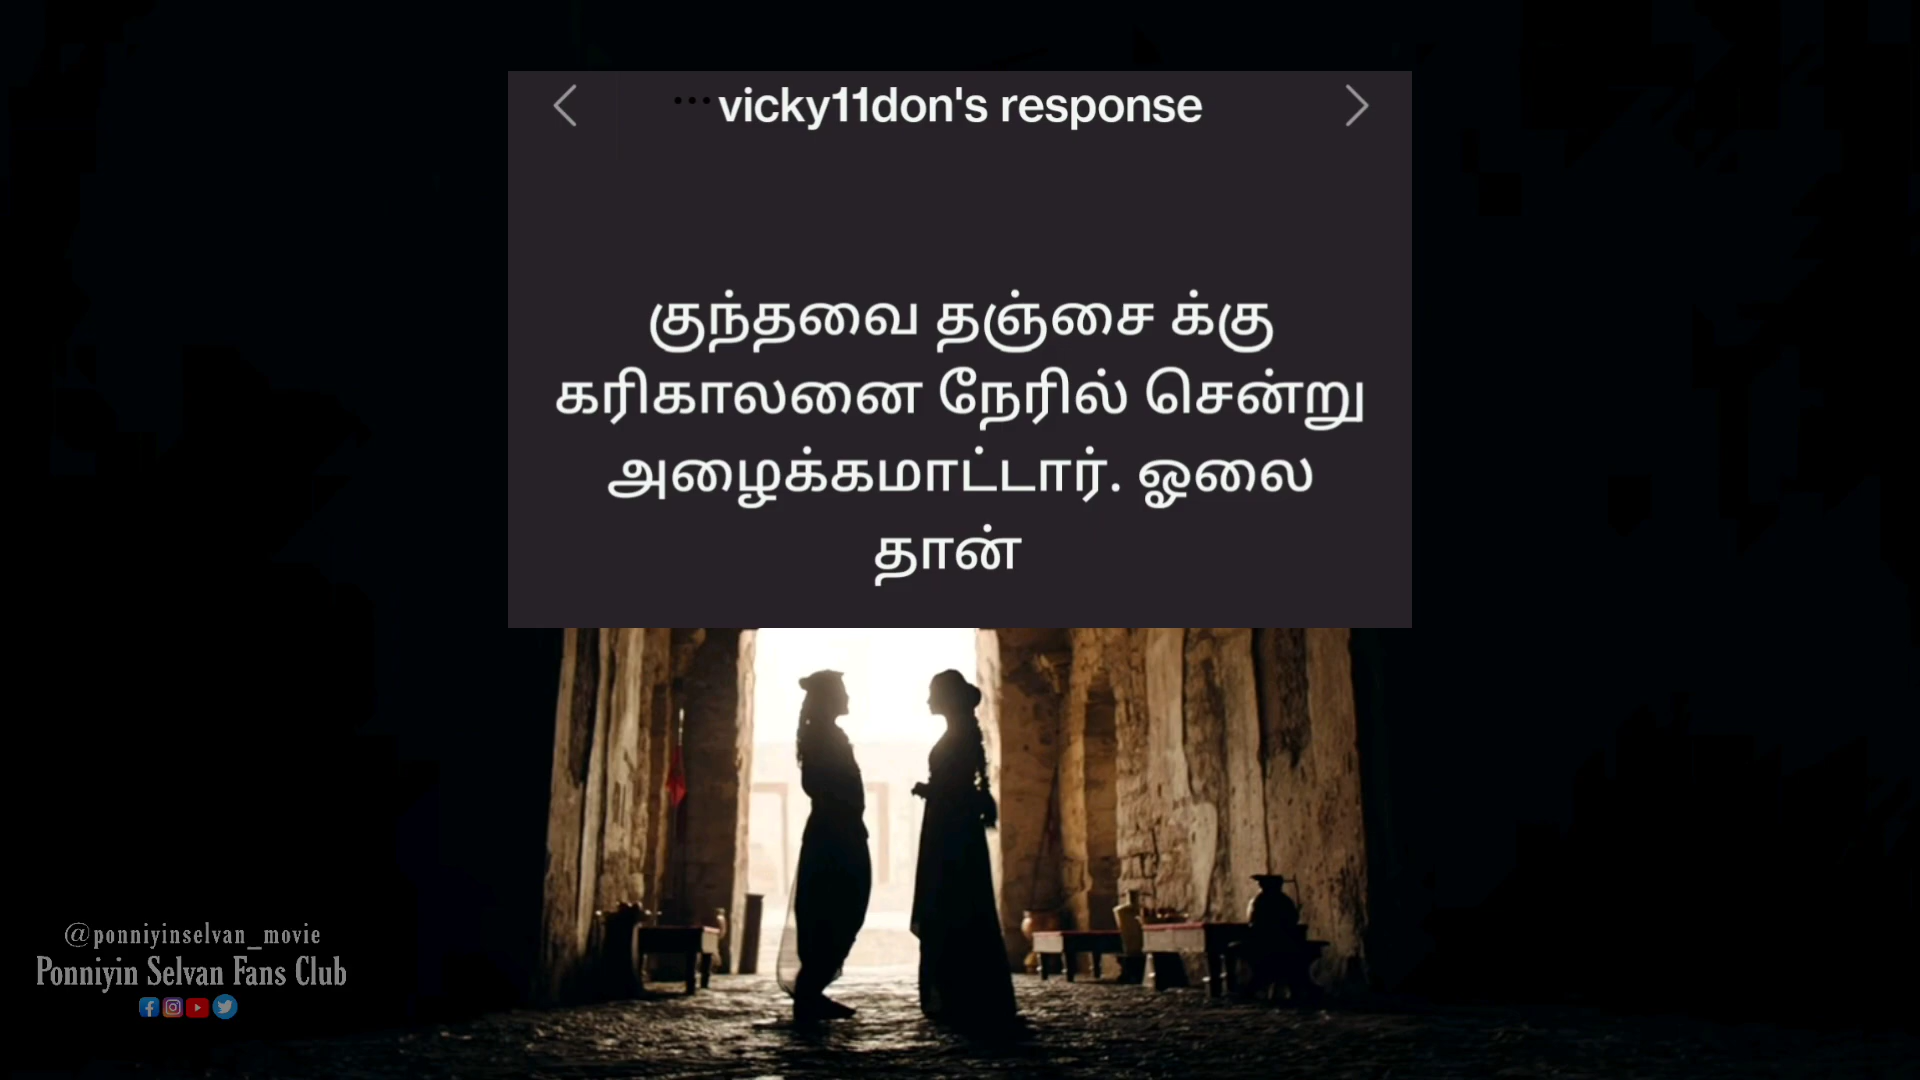 ...vicky11don's response
குந்தவை தஞ்சை க்கு
கரிகாலனை நேரில் சென்று
அழைக்கமாட்டார். ஓலை
தான்
@ponniyinselvan_movie
Ponniyin Selvan Fans Club